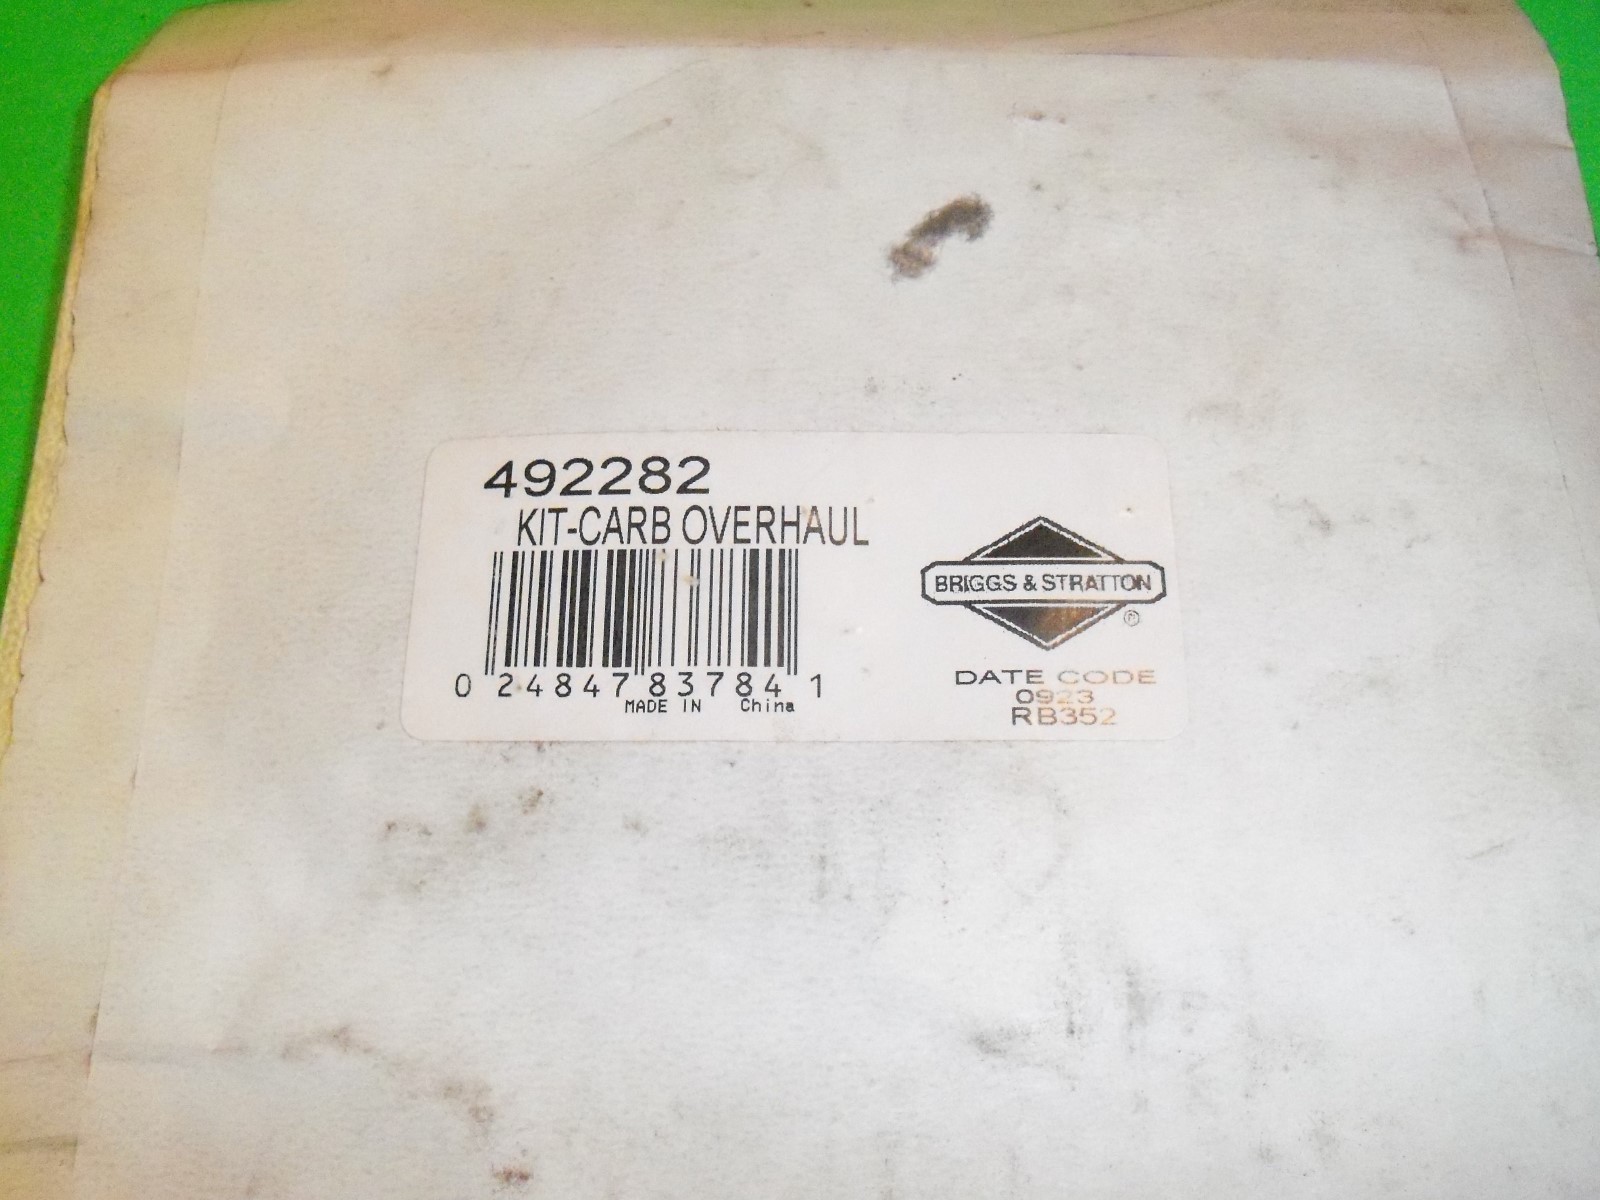 492282
KIT-CARB OVERHAUL
0 24847 83784 1
MADE IN China
BRIGGS & STRATTON
®
DATE CODE
0923
RB352